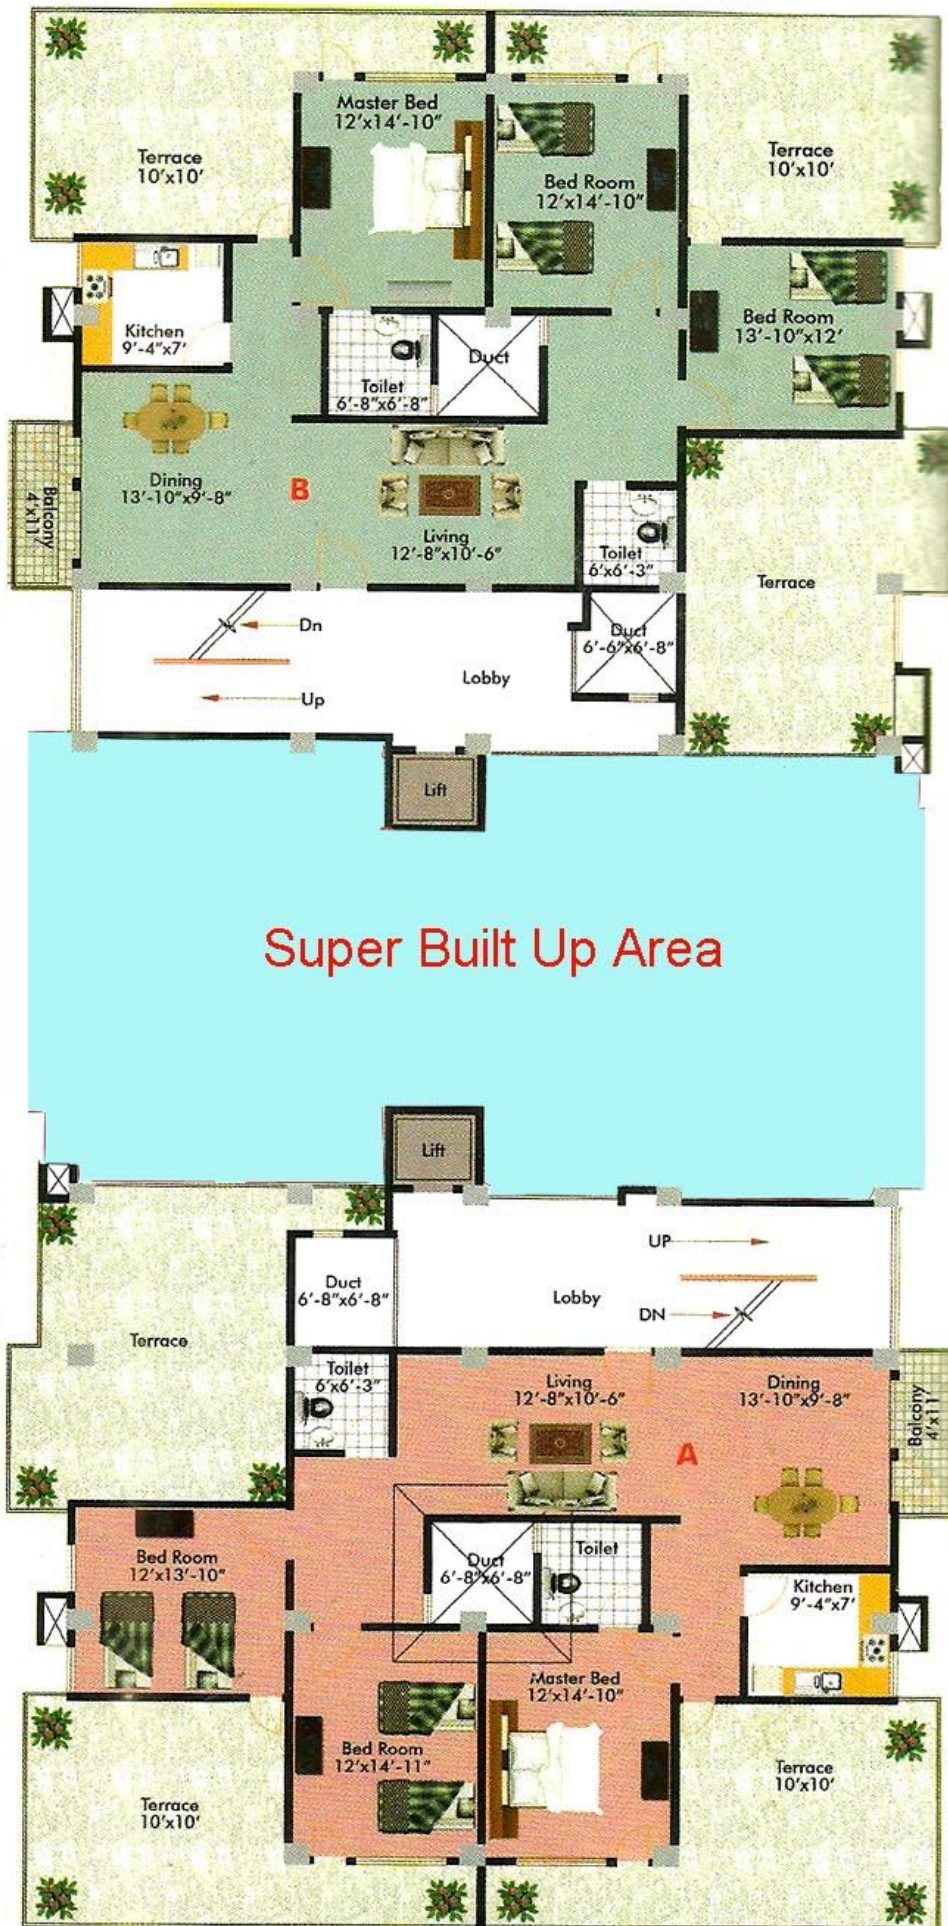 Master Bed
12'x14'-10"
Terrace
10'x10'
Bed Room
12'x14'-10"
Terrace
10'x10'
Kitchen
9'-4"x7'
Bed Room
13'-10"x12'
Duct
Toilet
6'-8"x6'-8"
Dining
13'-10"x9'-8"
B
Balcony
4'x11'
Living
12'-8"x10'-6"
Toilet
6'x6'-3"
Terrace
Dn
Duct
6'-6"x6'-8"
Lobby
Up
Lift
Super Built Up Area
Lift
UP
Duct
6'-8"x6'-8"
Lobby
DN
Terrace
Toilet
6'x6'-3"
Living
12'-8"x10'-6"
Dining
13'-10"x9'-8"
Balcony
4'x11'
A
Bed Room
12'x13'-10"
Duct
6'-8"x6'-8"
Toilet
Kitchen
9'-4"x7'
Master Bed
12'x14'-10"
Bed Room
12'x14'-11"
Terrace
10'x10'
Terrace
10'x10'